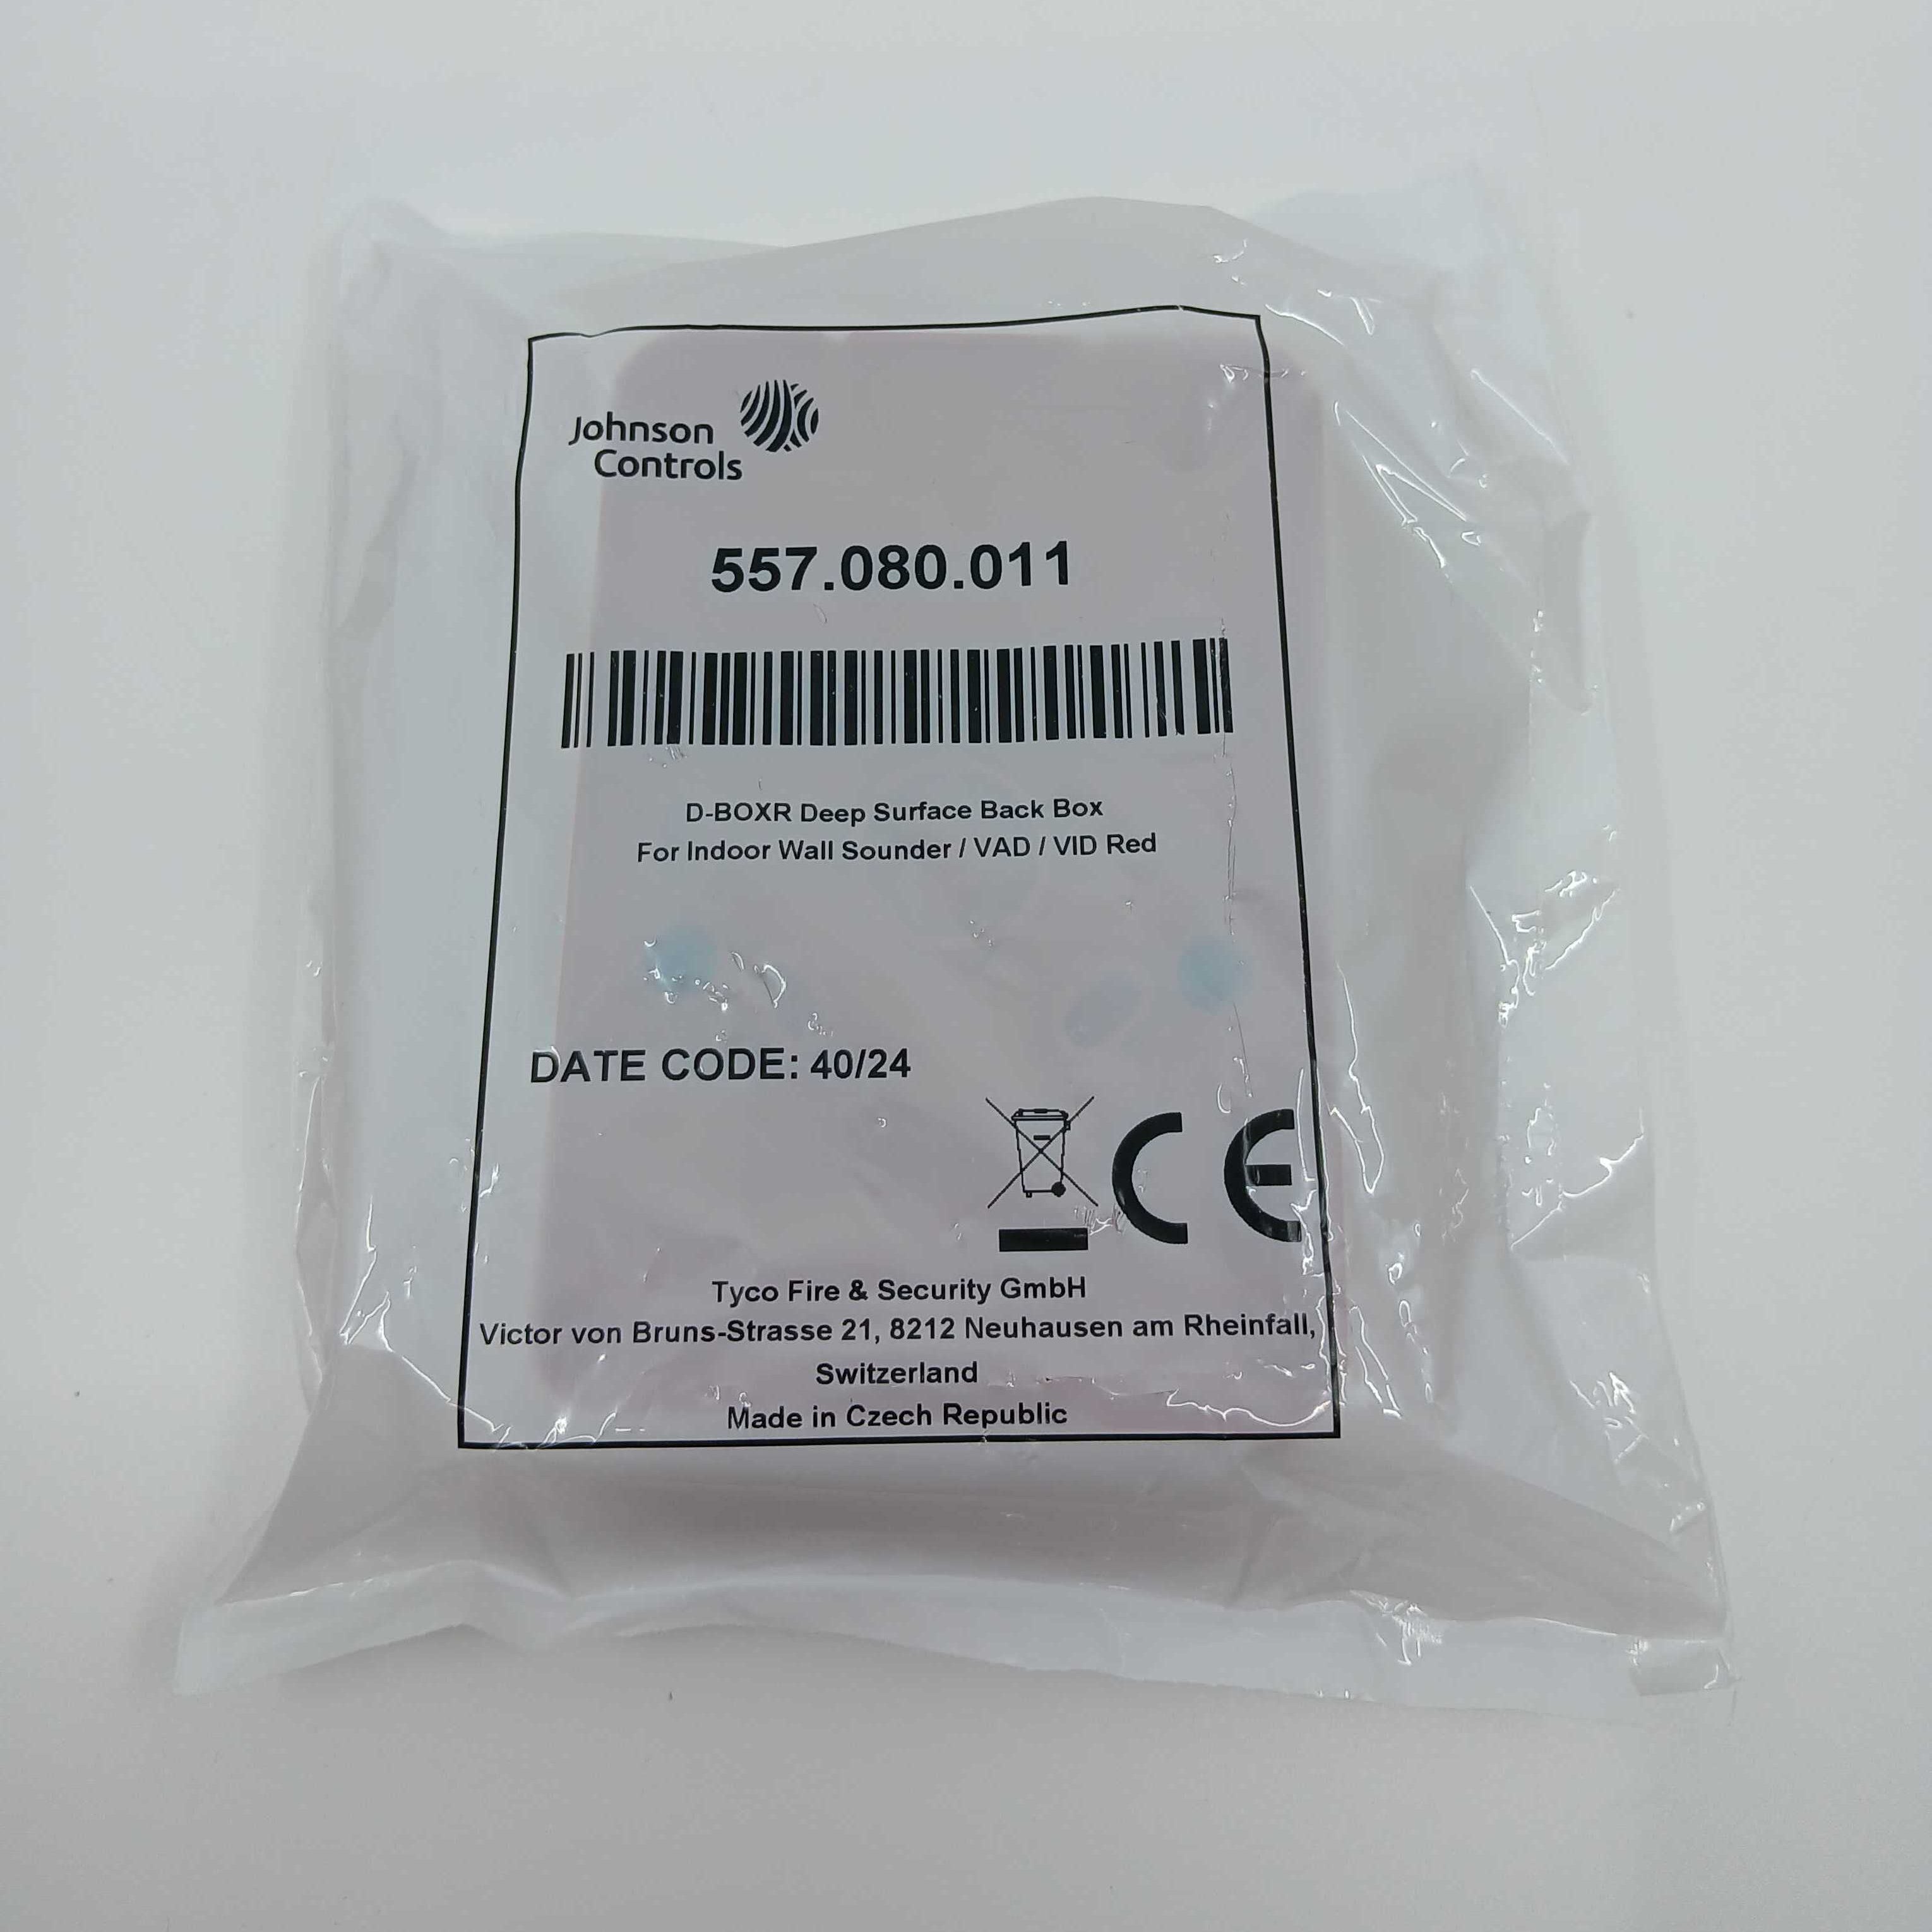 Johnson
Controls
557.080.011
D-BOXR Deep Surface Back Box
For Indoor Wall Sounder / VAD / VID Red
DATE CODE: 40/24
CE
Tyco Fire & Security GmbH
Victor von Bruns-Strasse 21, 8212 Neuhausen am Rheinfall,
Switzerland
Made in Czech Republic